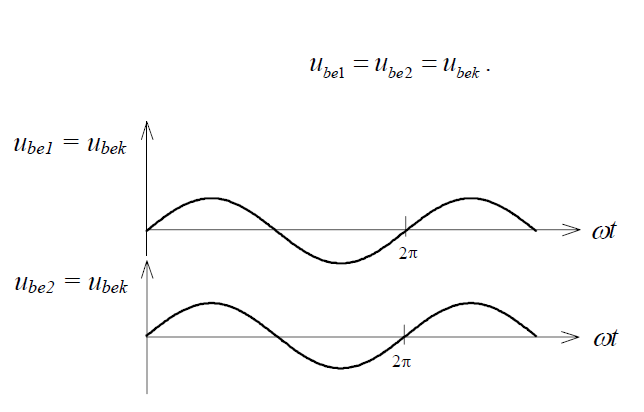 u_be1 = u_be2 = u_bek .
u_be1 = u_bek
ωt
2π
u_be2 = u_bek
ωt
2π